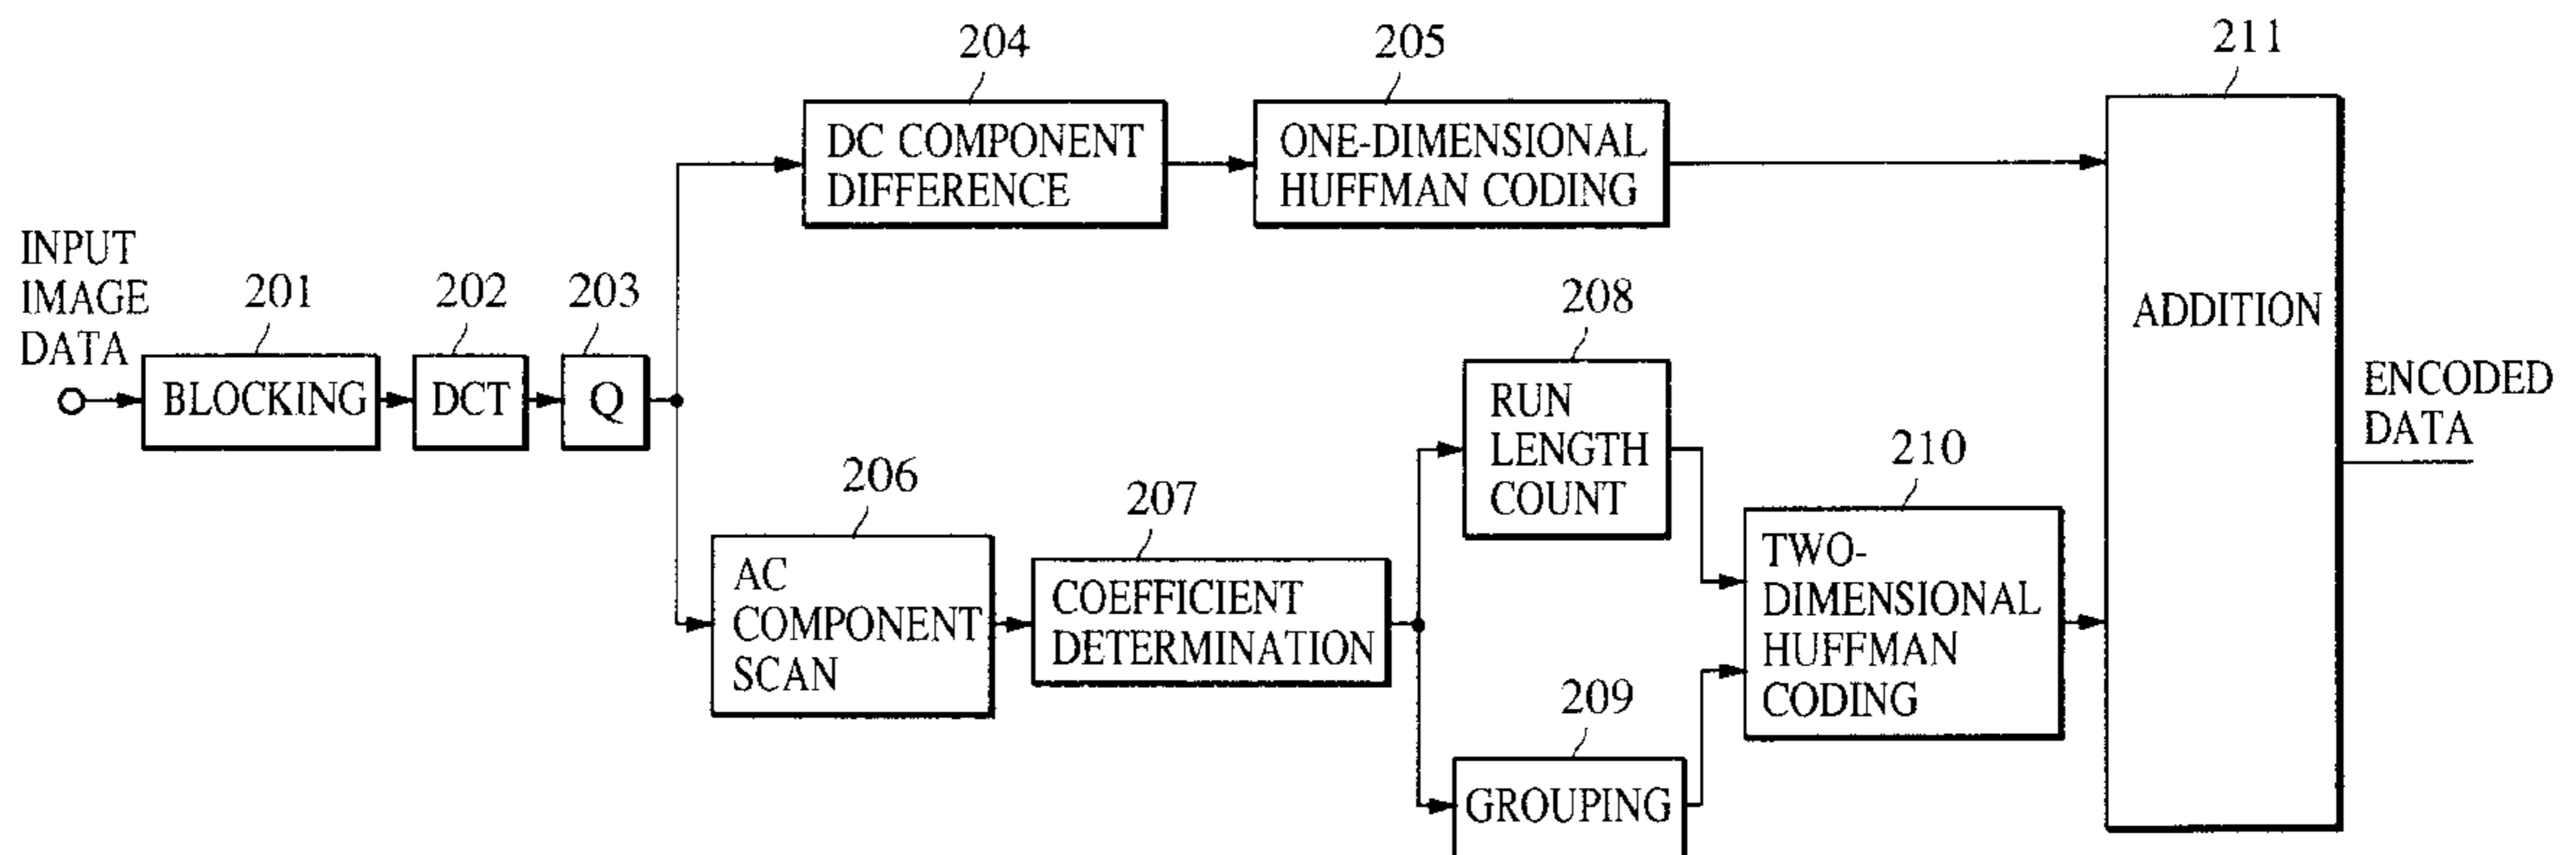 204
205
211
DC COMPONENT
DIFFERENCE
ONE-DIMENSIONAL
HUFFMAN CODING
INPUT
IMAGE
DATA
201
202
203
BLOCKING
DCT
Q
208
RUN
LENGTH
COUNT
ADDITION
ENCODED
DATA
206
AC
COMPONENT
SCAN
207
COEFFICIENT
DETERMINATION
210
TWO-
DIMENSIONAL
HUFFMAN
CODING
209
GROUPING